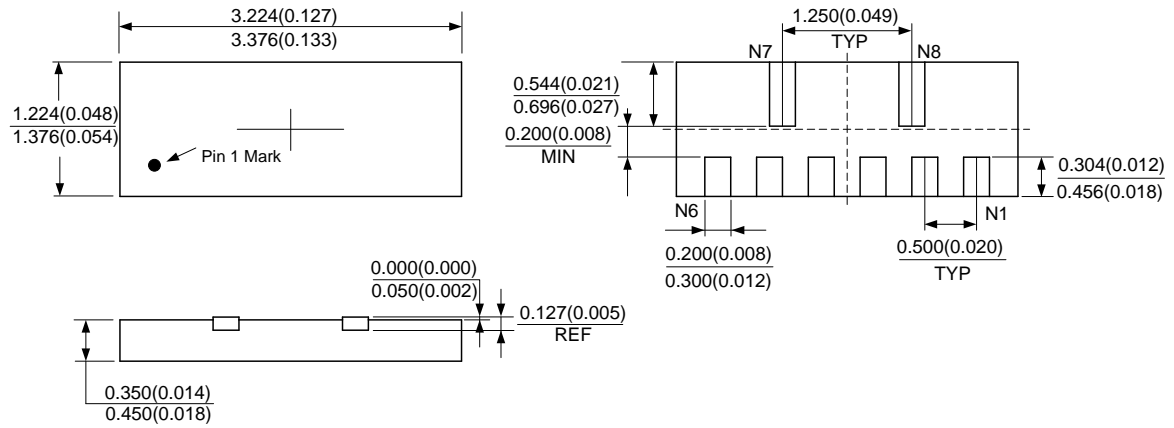 3.224(0.127)
3.376(0.133)
1.224(0.048)
1.376(0.054)
Pin 1 Mark
1.250(0.049)
TYP
N7
N8
0.544(0.021)
0.696(0.027)
0.200(0.008)
MIN
0.304(0.012)
0.456(0.018)
N6
N1
0.200(0.008)
0.300(0.012)
0.500(0.020)
TYP
0.000(0.000)
0.050(0.002)
0.127(0.005)
REF
0.350(0.014)
0.450(0.018)